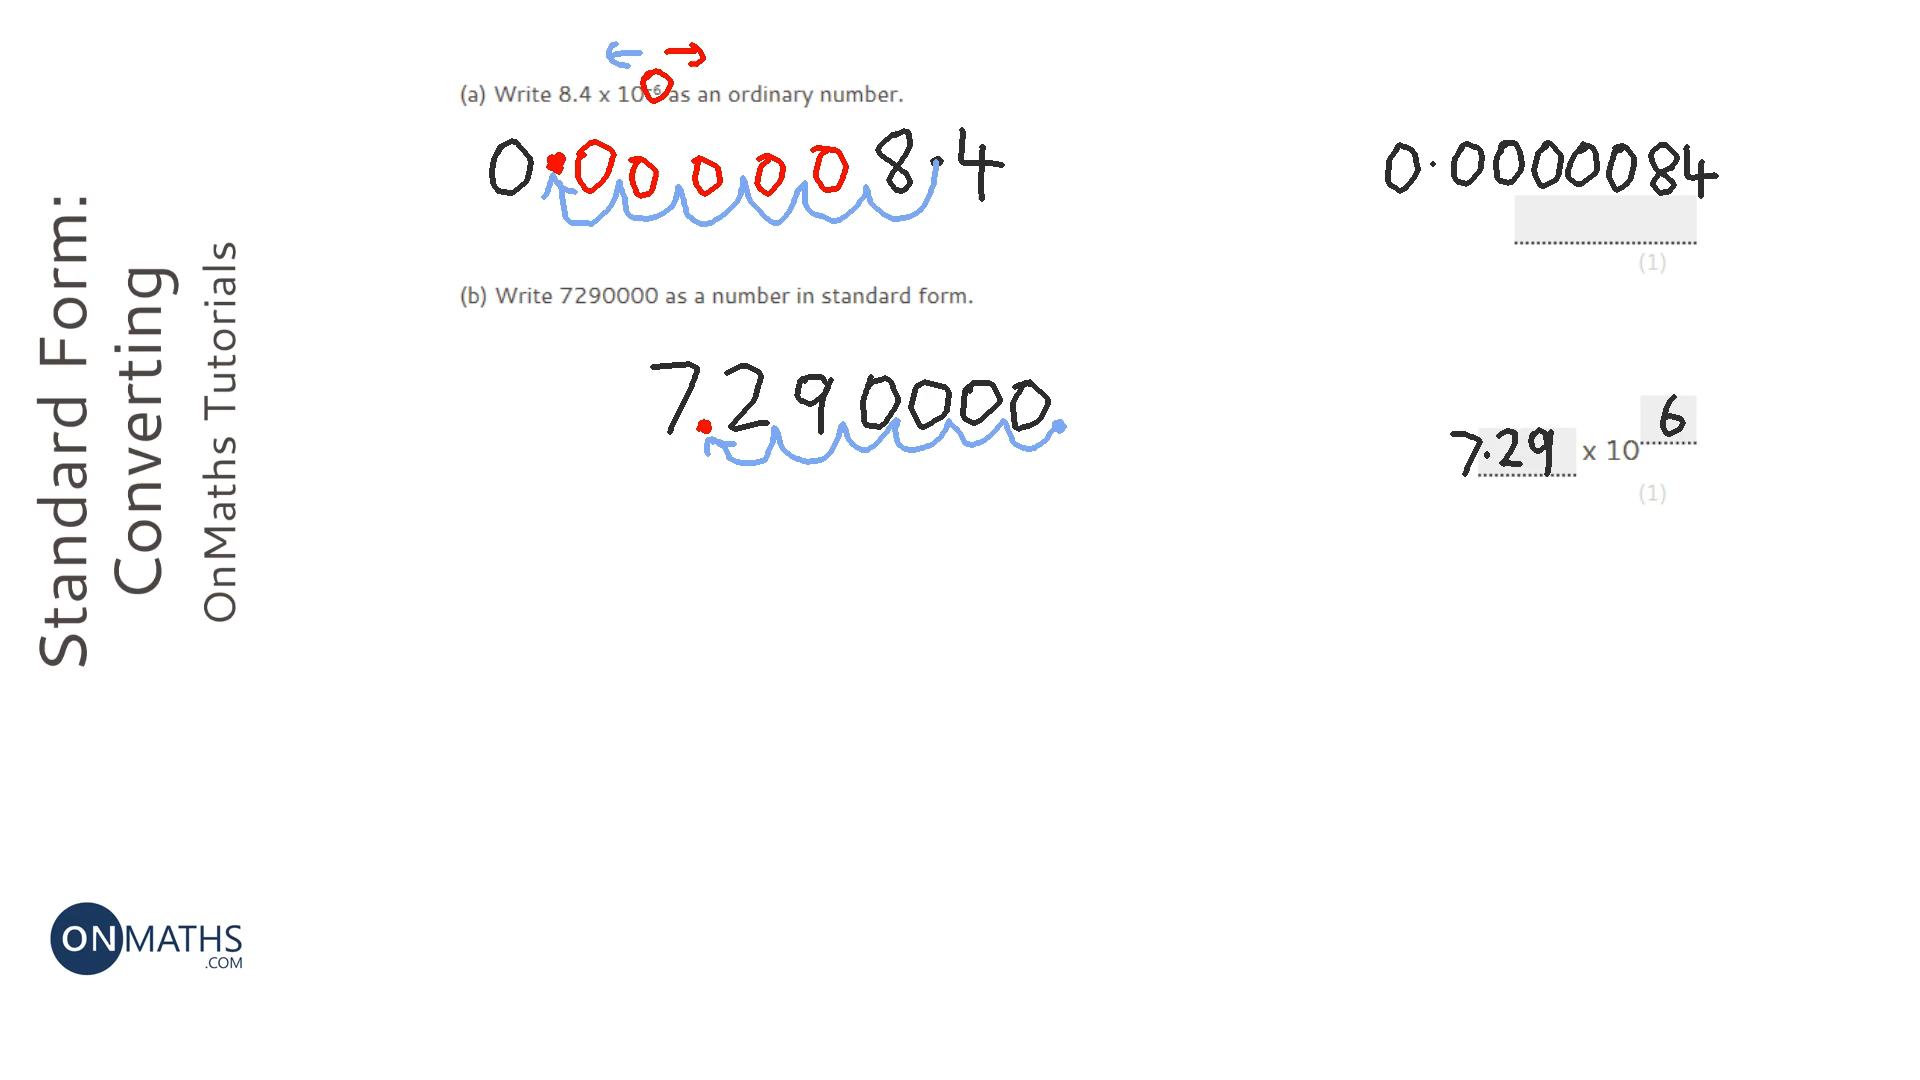 Standard Form:
Converting
OnMaths Tutorials
(a) Write 8.4 x 10⁻⁶ as an ordinary number.
0.000008.4
0.0000084
(1)
(b) Write 7290000 as a number in standard form.
7.290000.
7.29 x 10⁶
(1)
ONMATHS
.COM